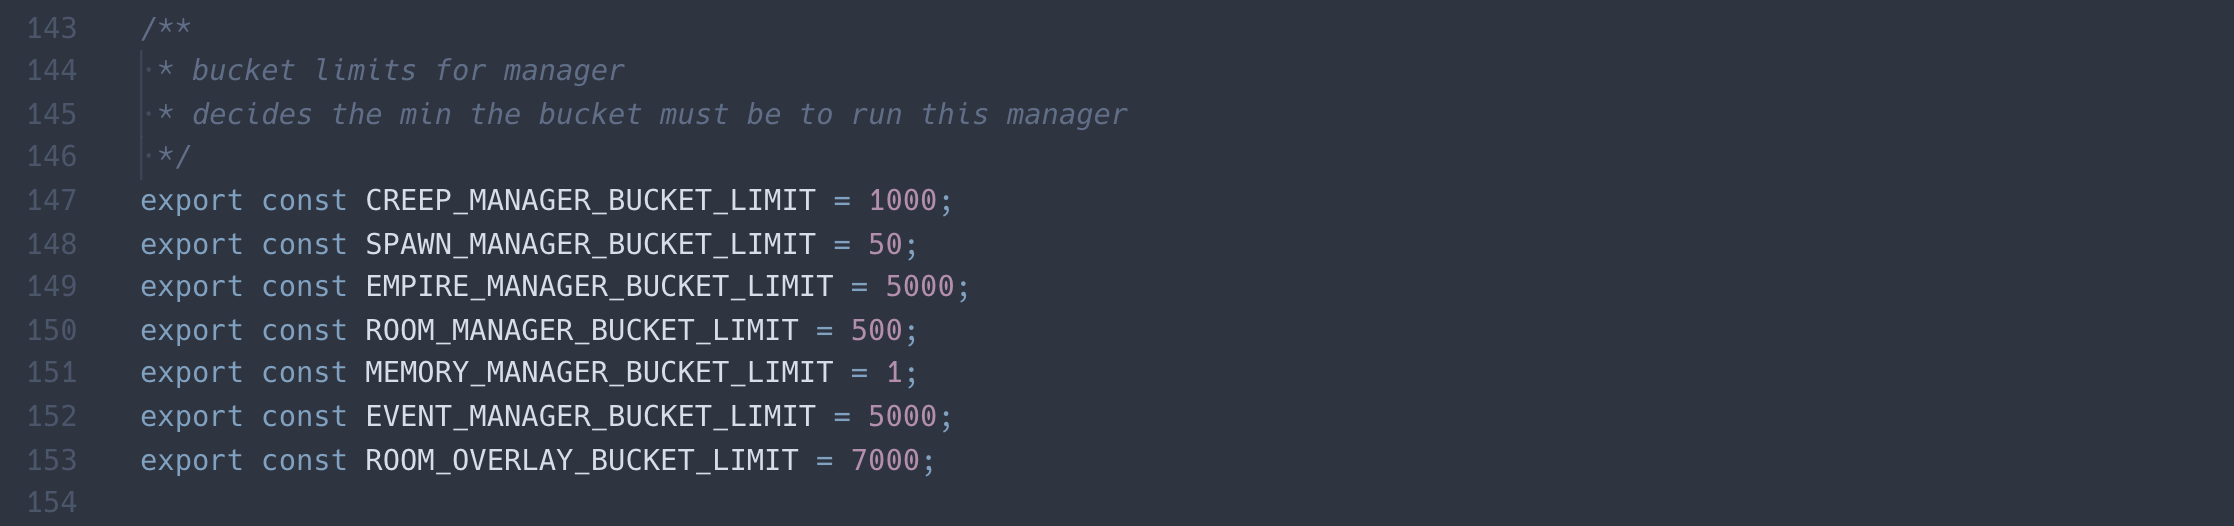 143 /**
144 * bucket limits for manager
145 * decides the min the bucket must be to run this manager
146 */
147 export const CREEP_MANAGER_BUCKET_LIMIT = 1000;
148 export const SPAWN_MANAGER_BUCKET_LIMIT = 50;
149 export const EMPIRE_MANAGER_BUCKET_LIMIT = 5000;
150 export const ROOM_MANAGER_BUCKET_LIMIT = 500;
151 export const MEMORY_MANAGER_BUCKET_LIMIT = 1;
152 export const EVENT_MANAGER_BUCKET_LIMIT = 5000;
153 export const ROOM_OVERLAY_BUCKET_LIMIT = 7000;
154